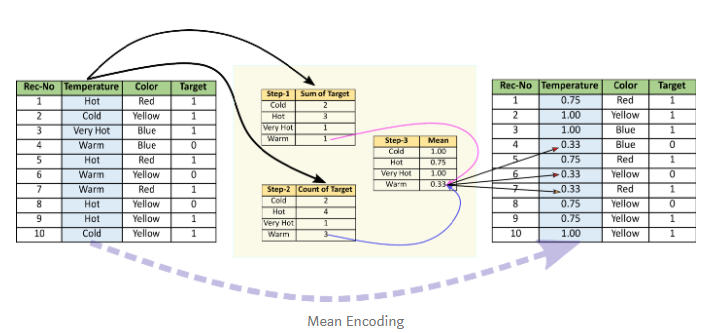 Rec-No Temperature Color Target
1 Hot Red 1
2 Cold Yellow 1
3 Very Hot Blue 1
4 Warm Blue 0
5 Hot Red 1
6 Warm Yellow 0
7 Warm Red 1
8 Hot Yellow 0
9 Hot Yellow 1
10 Cold Yellow 1
Step-1 Sum of Target
Cold 2
Hot 3
Very Hot 1
Warm 1
Step-2 Count of Target
Cold 2
Hot 4
Very Hot 1
Warm 3
Step-3 Mean
Cold 1.00
Hot 0.75
Very Hot 1.00
Warm 0.33
Rec-No Temperature Color Target
1 0.75 Red 1
2 1.00 Yellow 1
3 1.00 Blue 1
4 0.33 Blue 0
5 0.75 Red 1
6 0.33 Yellow 0
7 0.33 Red 1
8 0.75 Yellow 0
9 0.75 Yellow 1
10 1.00 Yellow 1
Mean Encoding